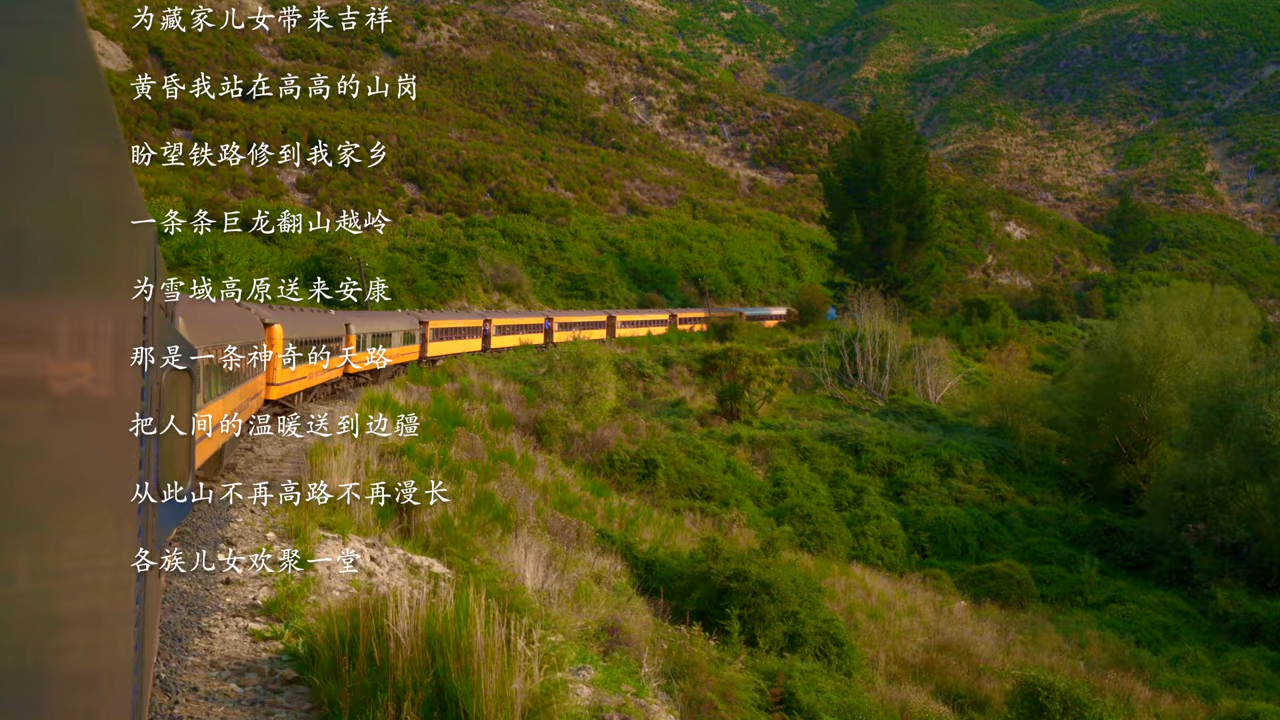 为藏家儿女带来吉祥
黄昏我站在高高的山岗
盼望铁路修到我家乡
一条条巨龙翻山越岭
为雪域高原送来安康
那是一条神奇的天路
把人间的温暖送到边疆
从此山不再高路不再漫长
各族儿女欢聚一堂